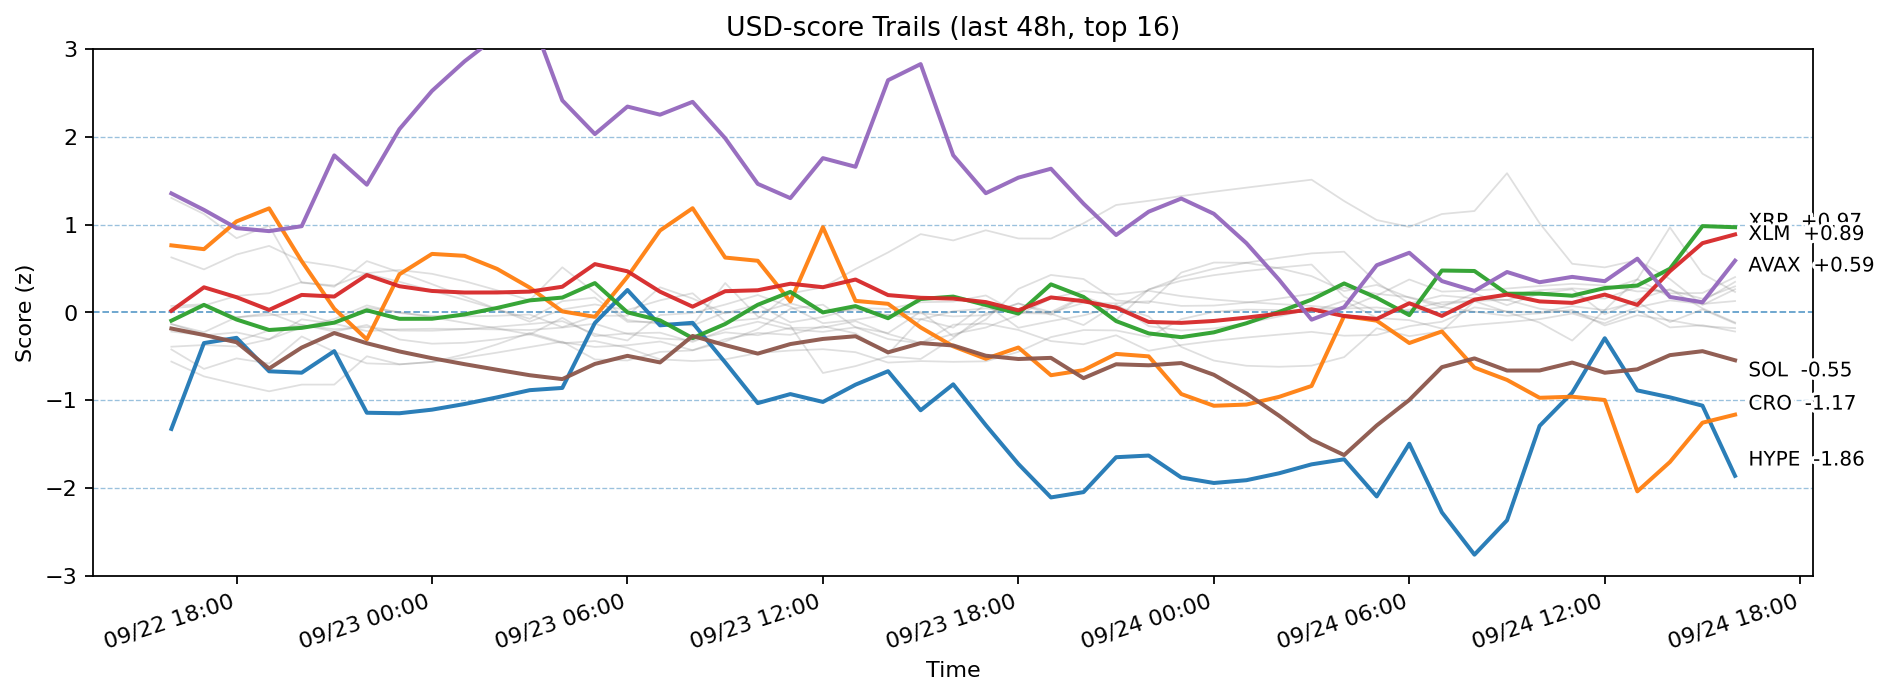 USD-score Trails (last 48h, top 16)
Score (z)
3
2
1
0
−1
−2
−3
XRP +0.97
XLM +0.89
AVAX +0.59
SOL -0.55
CRO -1.17
HYPE -1.86
09/22 18:00
09/23 00:00
09/23 06:00
09/23 12:00
09/23 18:00
09/24 00:00
09/24 06:00
09/24 12:00
09/24 18:00
Time